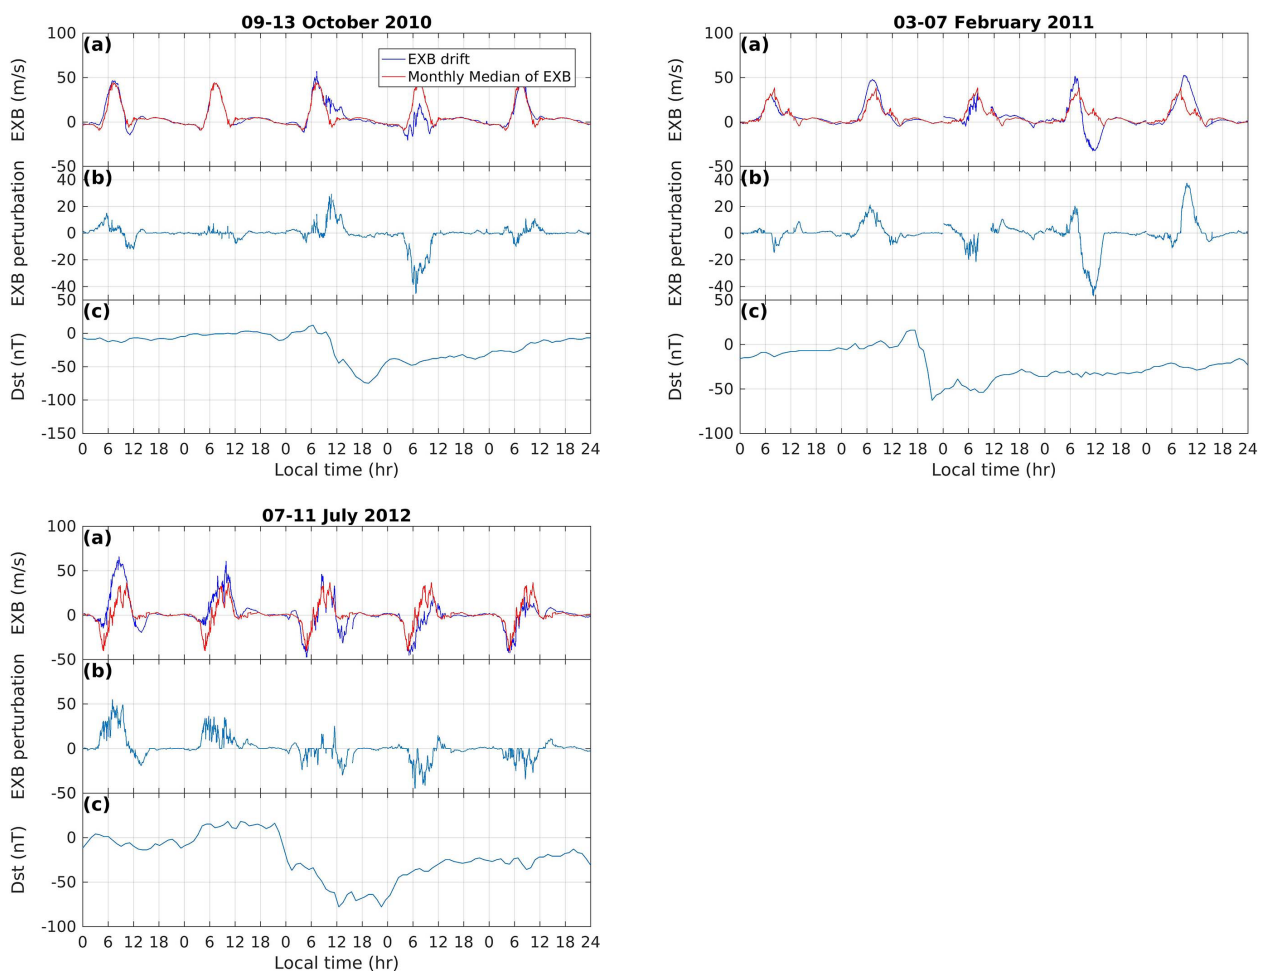 09-13 October 2010
(a)
EXB (m/s)
100
50
0
-50
EXB drift
Monthly Median of EXB
(b)
EXB perturbation
40
20
0
-20
-40
(c)
Dst (nT)
50
0
-50
-100
-150
0 6 12 18 0 6 12 18 0 6 12 18 0 6 12 18 0 6 12 18 24
Local time (hr)
03-07 February 2011
(a)
EXB (m/s)
100
50
0
-50
(b)
EXB perturbation
40
20
0
-20
-40
(c)
Dst (nT)
50
0
-50
-100
0 6 12 18 0 6 12 18 0 6 12 18 0 6 12 18 0 6 12 18 24
Local time (hr)
07-11 July 2012
(a)
EXB (m/s)
100
50
0
-50
(b)
EXB perturbation
50
0
-50
(c)
Dst (nT)
0
-50
-100
0 6 12 18 0 6 12 18 0 6 12 18 0 6 12 18 0 6 12 18 24
Local time (hr)